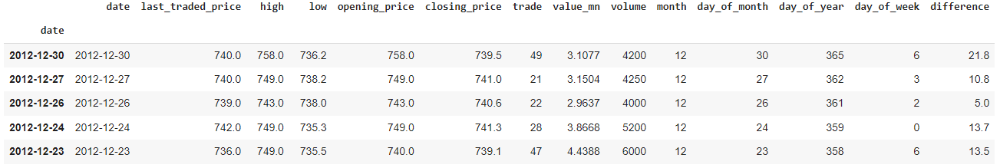 date last_traded_price high low opening_price closing_price trade value_mn volume month day_of_month day_of_year day_of_week difference
date
2012-12-30 2012-12-30 740.0 758.0 736.2 758.0 739.5 49 3.1077 4200 12 30 365 6 21.8
2012-12-27 2012-12-27 740.0 749.0 738.2 749.0 741.0 21 3.1504 4250 12 27 362 3 10.8
2012-12-26 2012-12-26 739.0 743.0 738.0 743.0 740.6 22 2.9637 4000 12 26 361 2 5.0
2012-12-24 2012-12-24 742.0 749.0 735.3 749.0 741.3 28 3.8668 5200 12 24 359 0 13.7
2012-12-23 2012-12-23 736.0 749.0 735.5 740.0 739.1 47 4.4388 6000 12 23 358 6 13.5